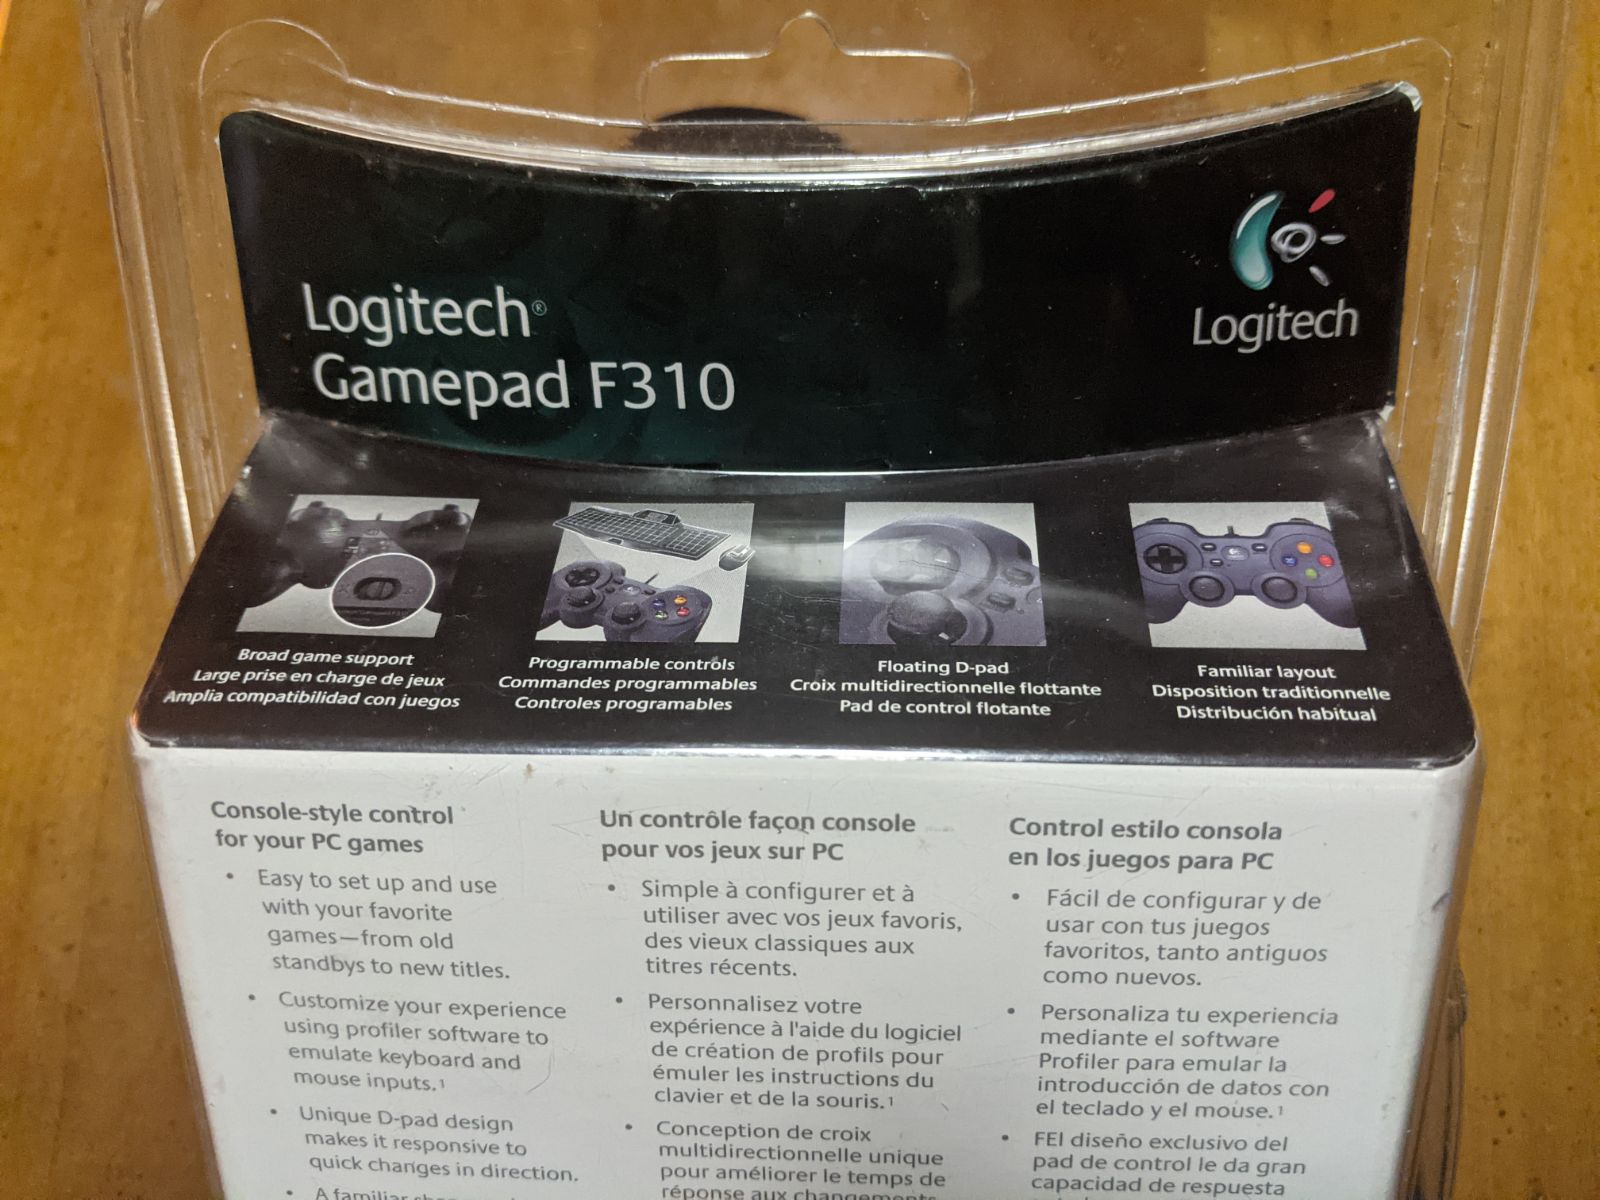 Logitech®
Gamepad F310
Logitech
Broad game support
Large prise en charge de jeux
Amplia compatibilidad con juegos
Programmable controls
Commandes programmables
Controles programables
Floating D-pad
Croix multidirectionnelle flottante
Pad de control flotante
Familiar layout
Disposition traditionnelle
Distribución habitual
Console-style control
for your PC games
• Easy to set up and use
with your favorite
games—from old
standbys to new titles.
• Customize your experience
using profiler software to
emulate keyboard and
mouse inputs.¹
• Unique D-pad design
makes it responsive to
quick changes in direction.
• A familiar
Un contrôle façon console
pour vos jeux sur PC
• Simple à configurer et à
utiliser avec vos jeux favoris,
des vieux classiques aux
titres récents.
• Personnalisez votre
expérience à l'aide du logiciel
de création de profils pour
émuler les instructions du
clavier et de la souris.¹
• Conception de croix
multidirectionnelle unique
pour améliorer le temps de
réponse aux changements
Control estilo consola
en los juegos para PC
• Fácil de configurar y de
usar con tus juegos
favoritos, tanto antiguos
como nuevos.
• Personaliza tu experiencia
mediante el software
Profiler para emular la
introducción de datos con
el teclado y el mouse.¹
• FEl diseño exclusivo del
pad de control le da gran
capacidad de respuesta